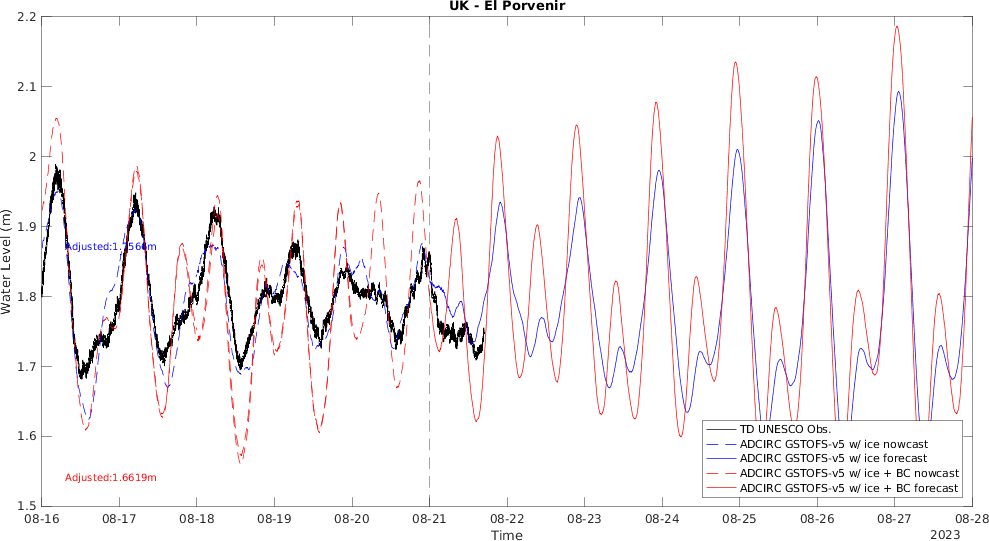 UK - El Porvenir
2.2
2.1
2
1.9
1.8
1.7
1.6
1.5
Water Level (m)
Adjusted:1.7566m
Adjusted:1.6619m
TD UNESCO Obs.
ADCIRC GSTOFS-v5 w/ ice nowcast
ADCIRC GSTOFS-v5 w/ ice forecast
ADCIRC GSTOFS-v5 w/ ice + BC nowcast
ADCIRC GSTOFS-v5 w/ ice + BC forecast
08-16 08-17 08-18 08-19 08-20 08-21 08-22 08-23 08-24 08-25 08-26 08-27 08-28
Time
2023